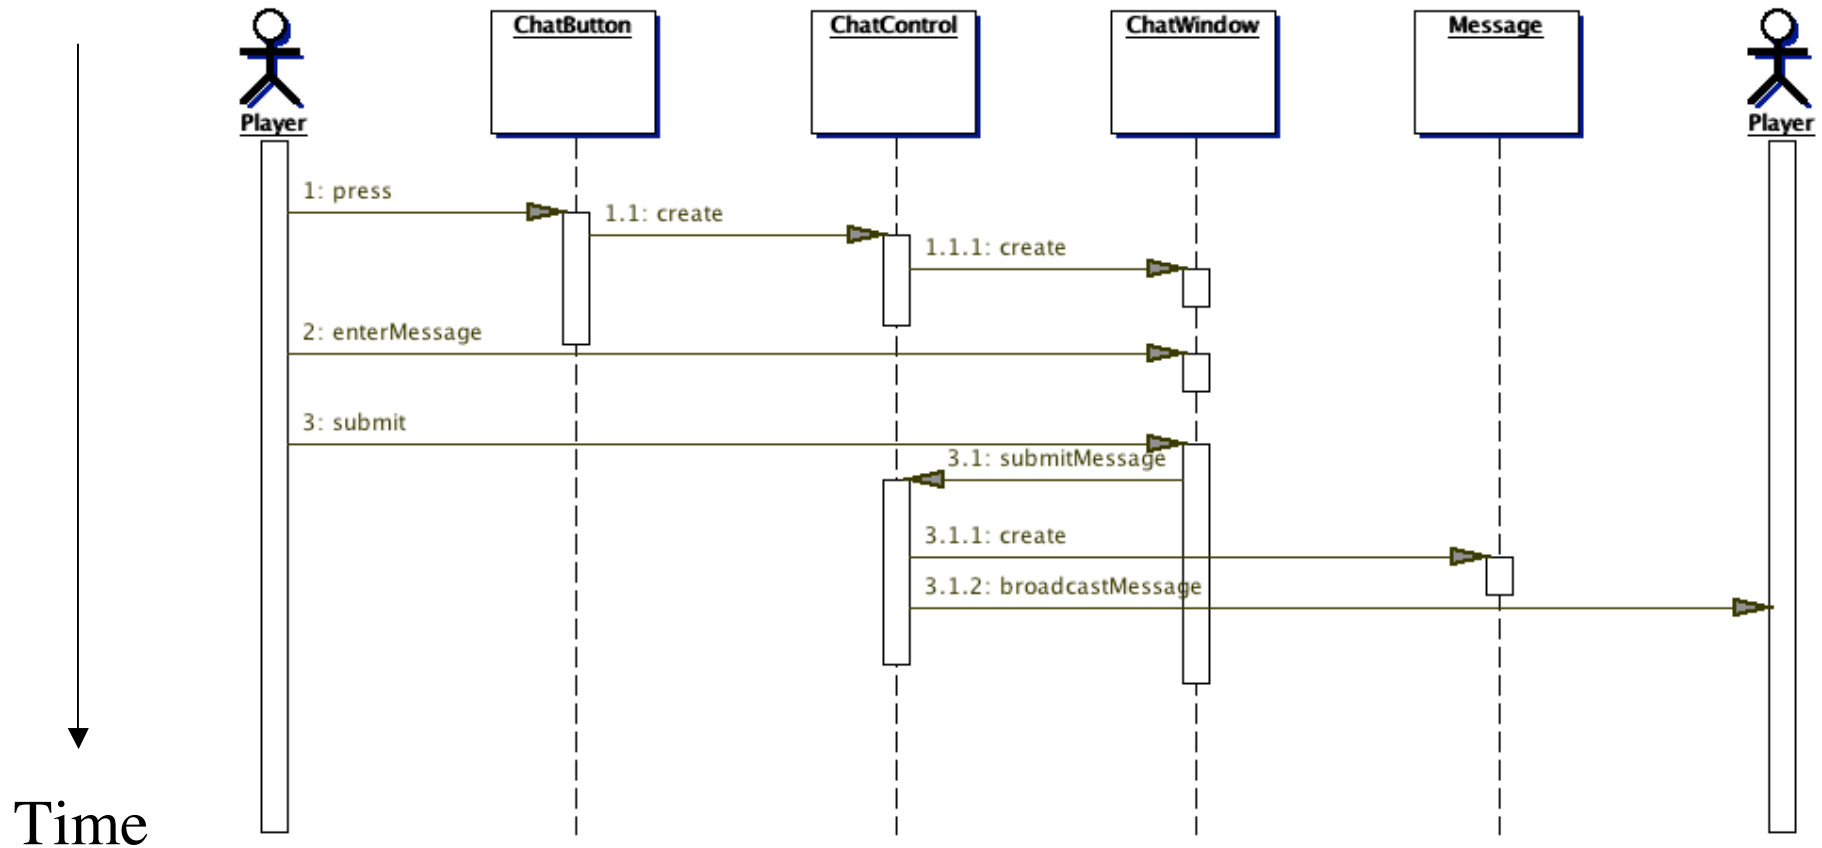 ChatButton
ChatControl
ChatWindow
Message
Player
Player
1: press
1.1: create
1.1.1: create
2: enterMessage
3: submit
3.1: submitMessage
3.1.1: create
3.1.2: broadcastMessage
Time